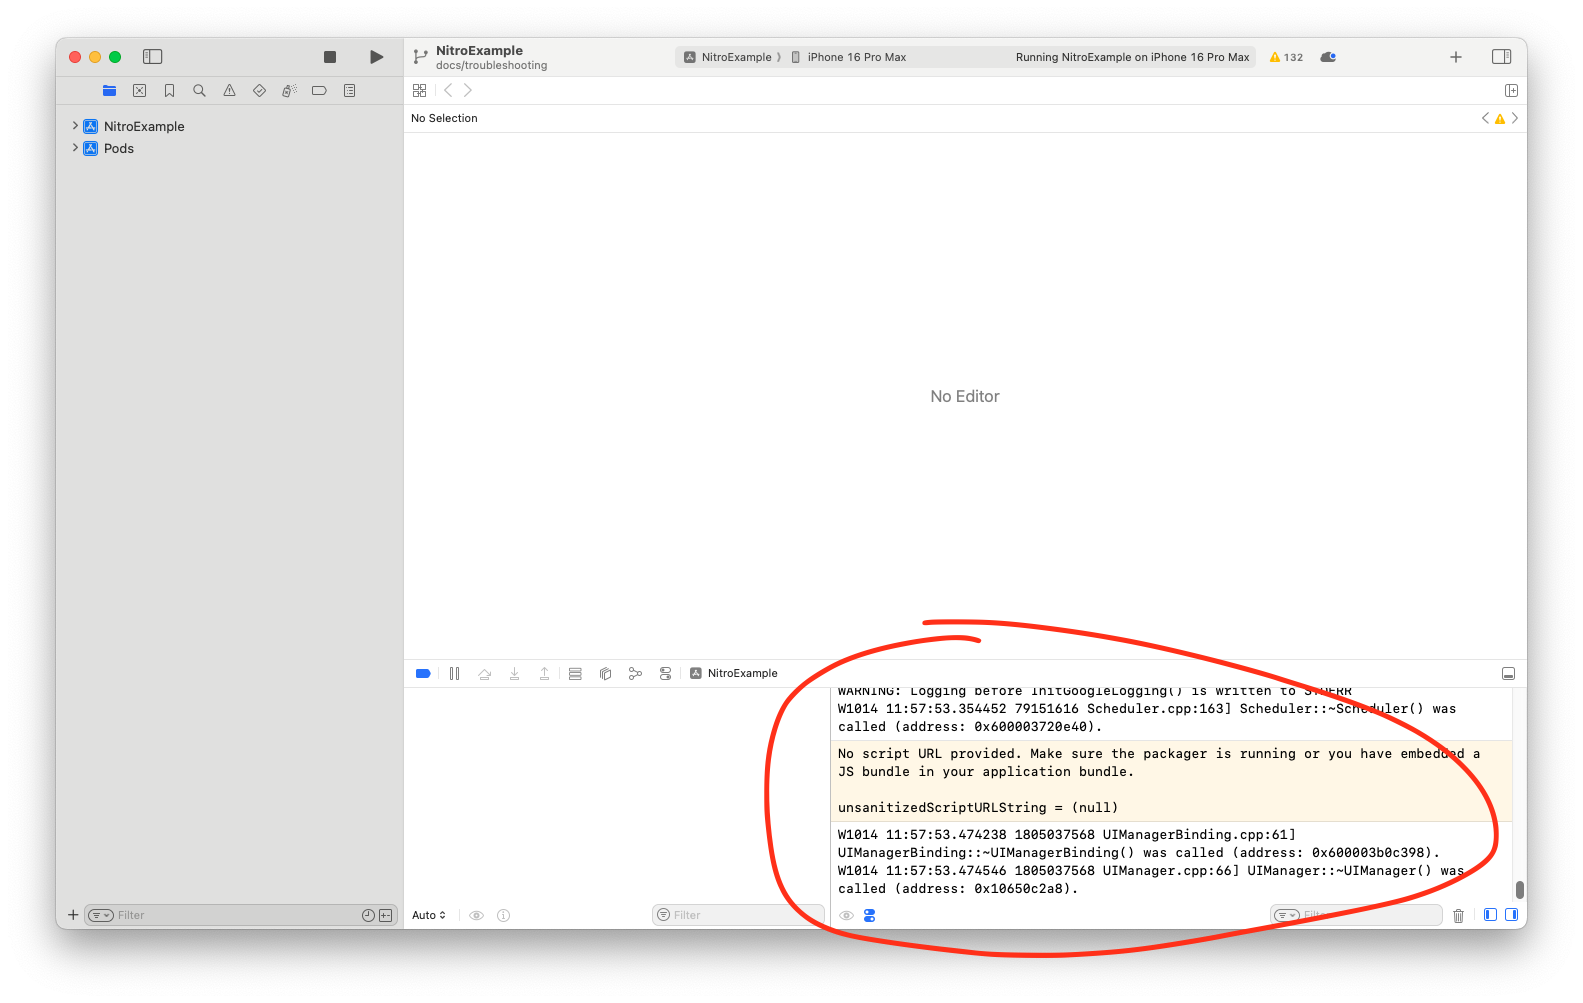 NitroExample
docs/troubleshooting
NitroExample
iPhone 16 Pro Max
Running NitroExample on iPhone 16 Pro Max
132
NitroExample
Pods
No Selection
No Editor
NitroExample
WARNING: Logging before InitGoogleLogging() is written to STDERR
W1014 11:57:53.354452 79151616 Scheduler.cpp:163] Scheduler::~Scheduler() was
called (address: 0x600003720e40).
No script URL provided. Make sure the packager is running or you have embedded a
JS bundle in your application bundle.
unsanitizedScriptURLString = (null)
W1014 11:57:53.474238 1805037568 UIManagerBinding.cpp:61]
UIManagerBinding::~UIManagerBinding() was called (address: 0x600003b0c398).
W1014 11:57:53.474546 1805037568 UIManager.cpp:66] UIManager::~UIManager() was
called (address: 0x10650c2a8).
Filter
Auto
Filter
Filter